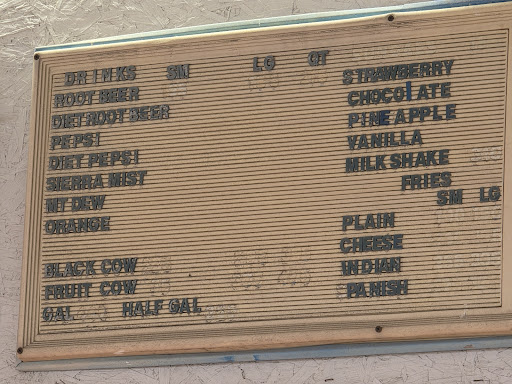 DRINKS SM LG QT
ROOT BEER
DIET ROOT BEER
PEPSI
DIET PEPSI
SIERRA MIST
MT DEW
ORANGE
BLACK COW
FRUIT COW
GAL HALF GAL
STRAWBERRY
CHOCOLATE
PINEAPPLE
VANILLA
MILK SHAKE
FRIES
SM LG
PLAIN
CHEESE
INDIAN
PANISH